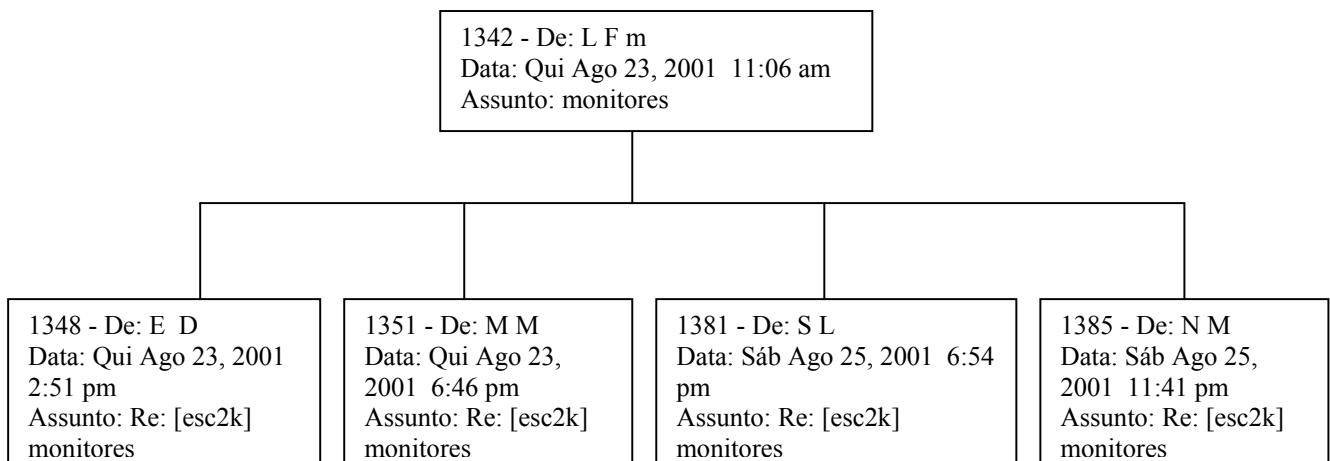 1342 - De: L F m
Data: Qui Ago 23, 2001  11:06 am
Assunto: monitores
1348 - De: E  D
Data: Qui Ago 23, 2001
2:51 pm
Assunto: Re: [esc2k]
monitores
1351 - De: M M
Data: Qui Ago 23,
2001  6:46 pm
Assunto: Re: [esc2k]
monitores
1381 - De: S L
Data: Sáb Ago 25, 2001  6:54
pm
Assunto: Re: [esc2k]
monitores
1385 - De: N M
Data: Sáb Ago 25,
2001  11:41 pm
Assunto: Re: [esc2k]
monitores